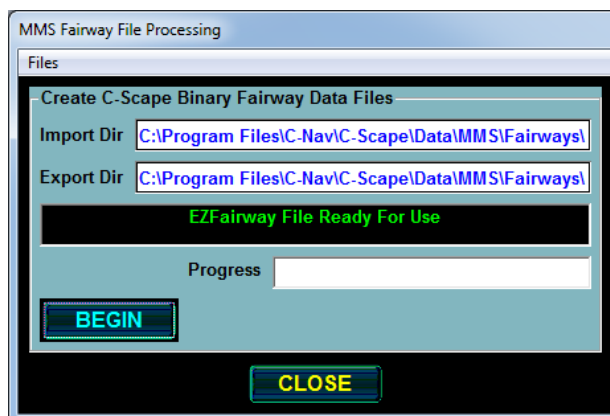 MMS Fairway File Processing
Files
Create C-Scape Binary Fairway Data Files
Import Dir C:\Program Files\C-Nav\C-Scape\Data\MMS\Fairways\
Export Dir C:\Program Files\C-Nav\C-Scape\Data\MMS\Fairways\
EZFairway File Ready For Use
Progress
BEGIN
CLOSE